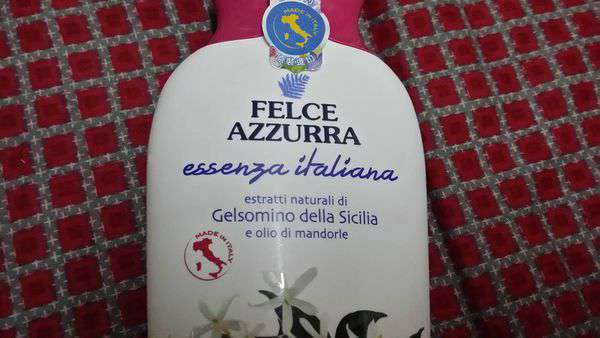 MADE IN ITALY
FELCE
AZZURRA
essenza italiana
estratti naturali di
Gelsomino della Sicilia
e olio di mandorle
MADE IN ITALY